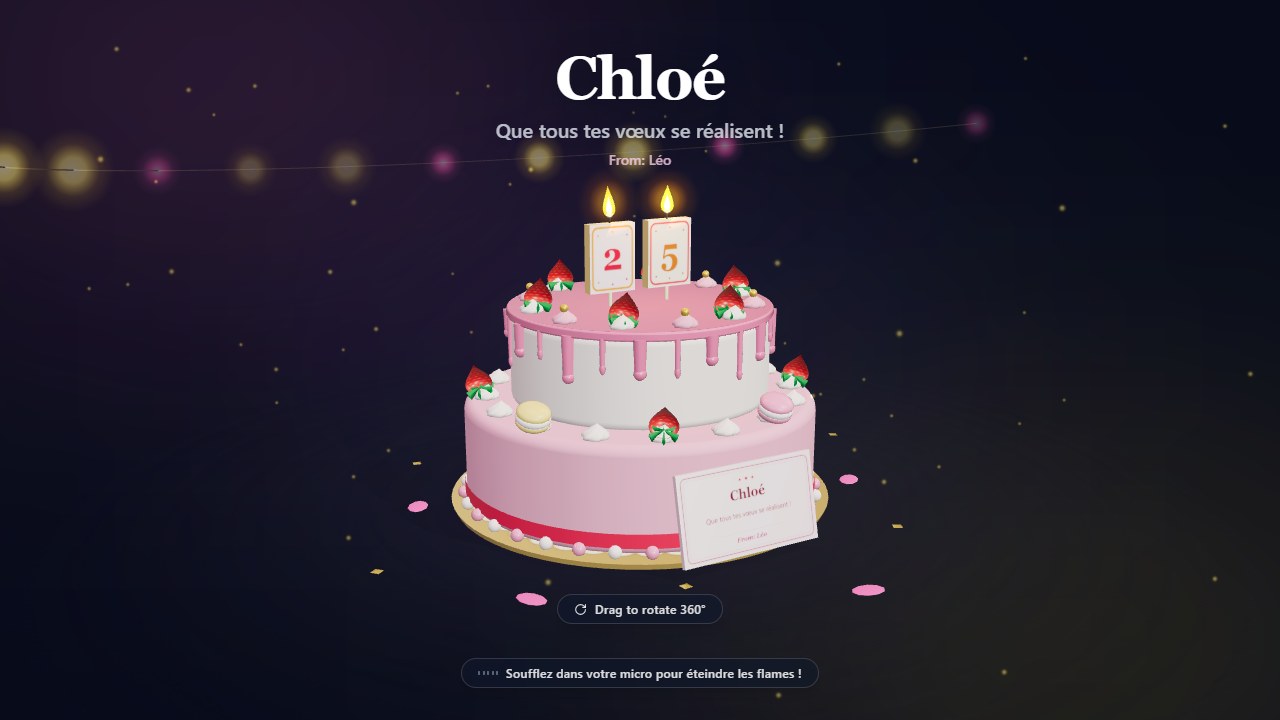 Chloé
Que tous tes vœux se réalisent !
From: Léo
2 5
Chloé
Que tous tes vœux se réalisent !
From: Léo
Drag to rotate 360°
Soufflez dans votre micro pour éteindre les flames !